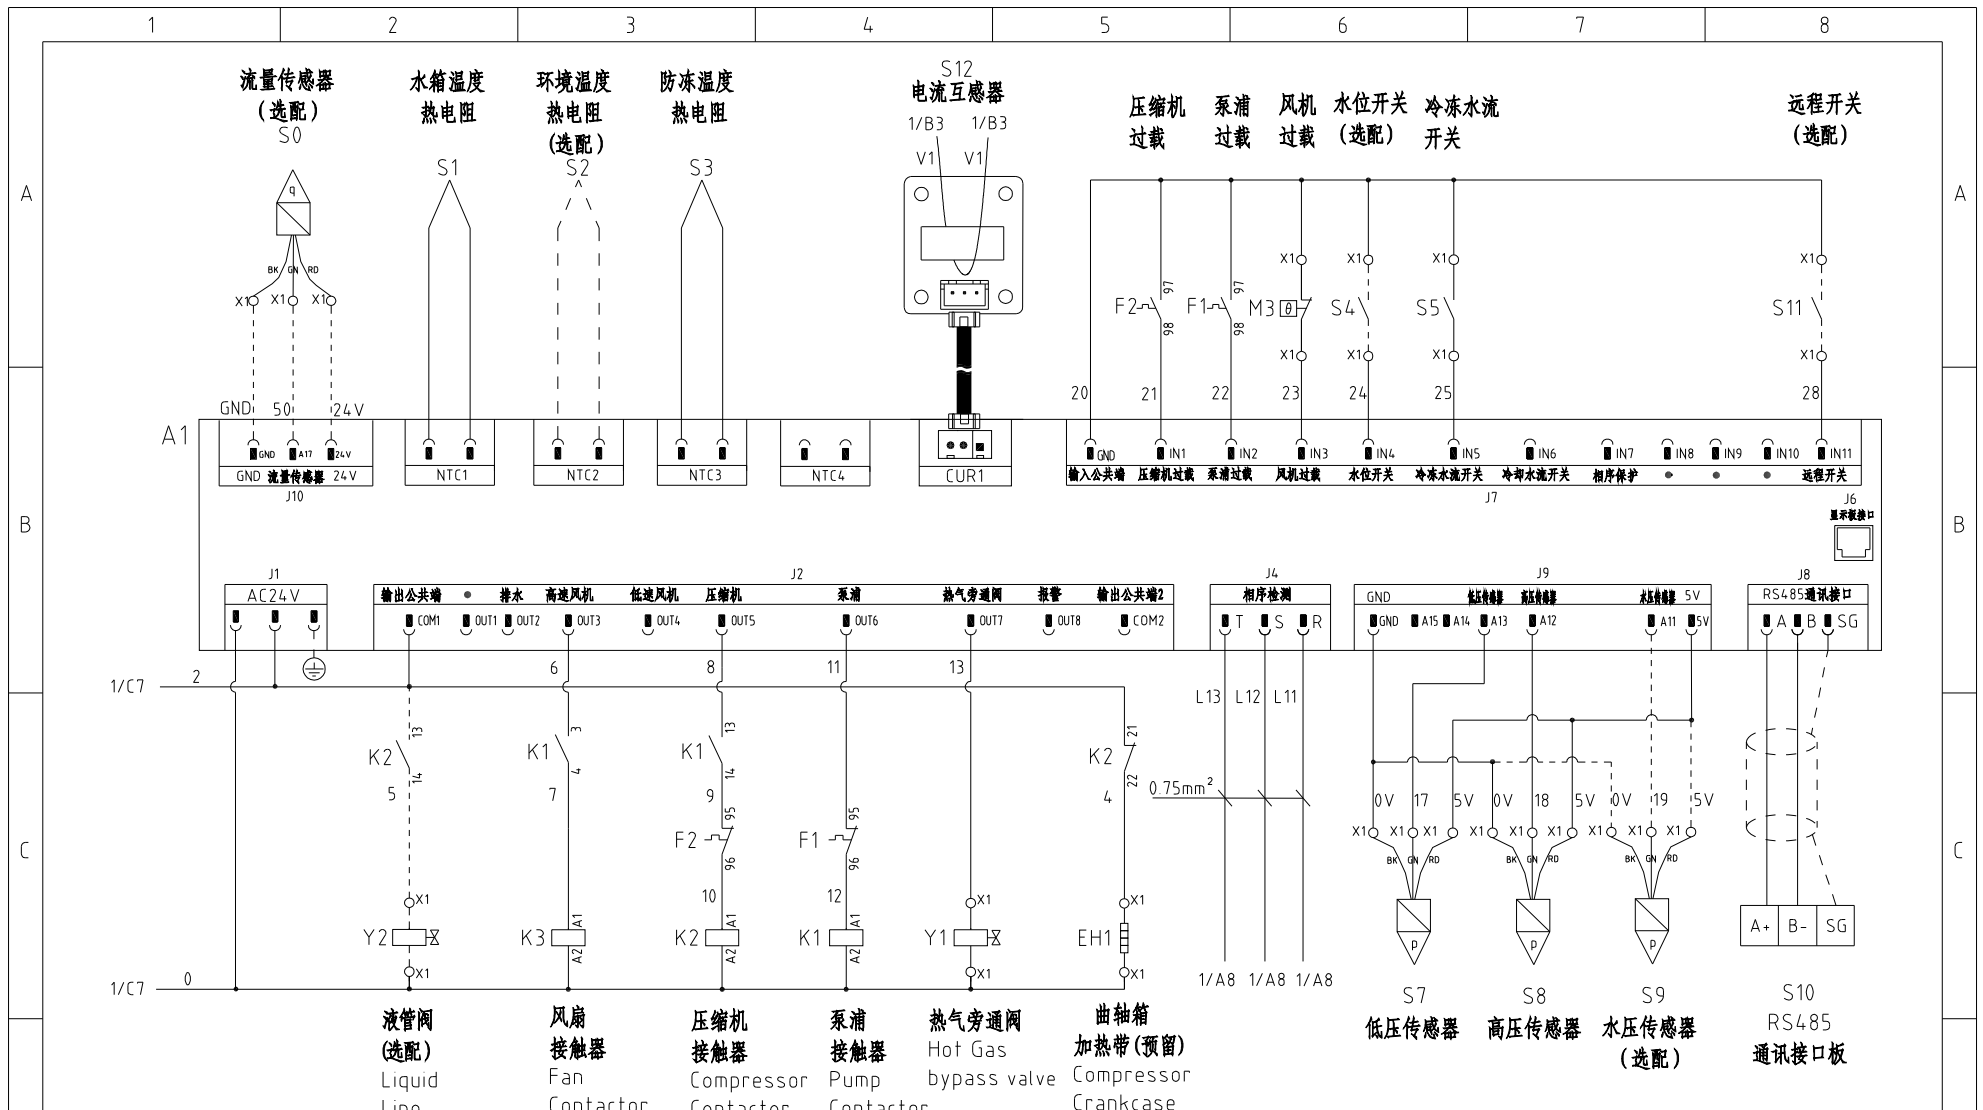 1 2 3 4 5 6 7 8
流量传感器
(选配)
S0
水箱温度
热电阻
S1
环境温度
热电阻
(选配)
S2
防冻温度
热电阻
S3
S12
电流互感器
1/B3 1/B3
V1 V1
压缩机
过载
泵浦
过载
风机
过载
水位开关
(选配)
冷冻水流
开关
远程开关
(选配)
A A
q
BK GN RD
X1 X1 X1
X1 X1 X1 X1
F2 97 98
F1 97 98
M3 θ
S4
S5
S11
X1 X1 X1 X1
20 21 22 23 24 25 28
GND 50 24V
A1
GND A17 24V
GND 流量传感器 24V
J10
NTC1 NTC2 NTC3 NTC4 CUR1
GND IN1 IN2 IN3 IN4 IN5 IN6 IN7 IN8 IN9 IN10 IN11
输入公共端 压缩机过载 泵浦过载 风机过载 水位开关 冷冻水流开关 冷却水流开关 相序保护 远程开关
J7
J6
显示板接口
B B
J1
AC24V
J2
输出公共端 排水 高速风机 低速风机 压缩机 泵浦 热气旁通阀 报警 输出公共端2
COM1 OUT1 OUT2 OUT3 OUT4 OUT5 OUT6 OUT7 OUT8 COM2
J4
相序检测
T S R
J9
GND 低压传感器 高压传感器 水压传感器 5V
GND A15 A14 A13 A12 A11 5V
J8
RS485通讯接口
A B SG
6 8 11 13
1/C7 2
L13 L12 L11
K2 13 14
K1 3 4
K1 13 14
K2 21 22
5 7 9 4
0.75mm²
0V 17 5V 0V 18 5V 0V 19 5V
X1 X1 X1 X1 X1 X1 X1 X1 X1
BK GN RD BK GN RD BK GN RD
F2 95 96
F1 95 96
C C
10 12
X1 X1 X1
Y2
K3 A1 A2
K2 A1 A2
K1 A1 A2
Y1
EH1
X1 X1 X1
p p p
A+ B- SG
1/A8 1/A8 1/A8
1/C7 0
液管阀
(选配)
Liquid
Line
风扇
接触器
Fan
Contactor
压缩机
接触器
Compressor
Contactor
泵浦
接触器
Pump
Contactor
热气旁通阀
Hot Gas
bypass valve
曲轴箱
加热带(预留)
Compressor
Crankcase
S7
低压传感器
S8
高压传感器
S9
水压传感器
(选配)
S10
RS485
通讯接口板